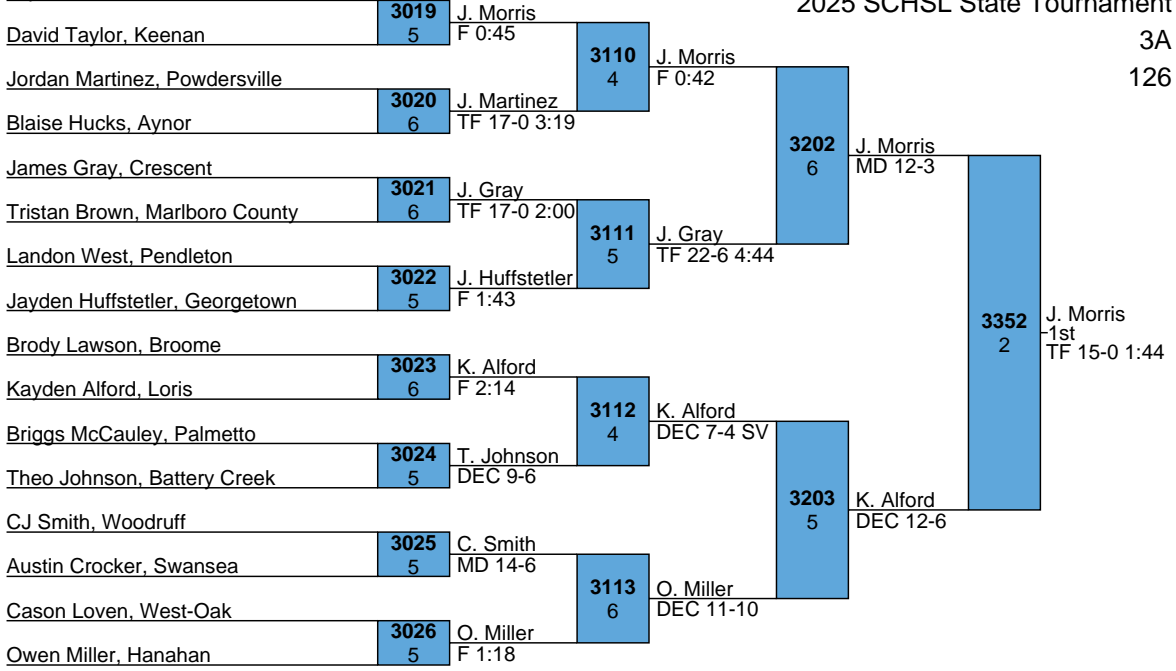 2025 SCHSL State Tournament
3A
126
David Taylor, Keenan
3019
5
J. Morris
F 0:45
3110
4
J. Morris
F 0:42
Jordan Martinez, Powdersville
Blaise Hucks, Aynor
3020
6
J. Martinez
TF 17-0 3:19
3202
6
J. Morris
MD 12-3
James Gray, Crescent
Tristan Brown, Marlboro County
3021
6
J. Gray
TF 17-0 2:00
3111
5
J. Gray
TF 22-6 4:44
Landon West, Pendleton
Jayden Huffstetler, Georgetown
3022
5
J. Huffstetler
F 1:43
3352
2
J. Morris
1st
TF 15-0 1:44
Brody Lawson, Broome
Kayden Alford, Loris
3023
6
K. Alford
F 2:14
3112
4
K. Alford
DEC 7-4 SV
Briggs McCauley, Palmetto
Theo Johnson, Battery Creek
3024
5
T. Johnson
DEC 9-6
3203
5
K. Alford
DEC 12-6
CJ Smith, Woodruff
Austin Crocker, Swansea
3025
5
C. Smith
MD 14-6
3113
6
O. Miller
DEC 11-10
Cason Loven, West-Oak
Owen Miller, Hanahan
3026
5
O. Miller
F 1:18